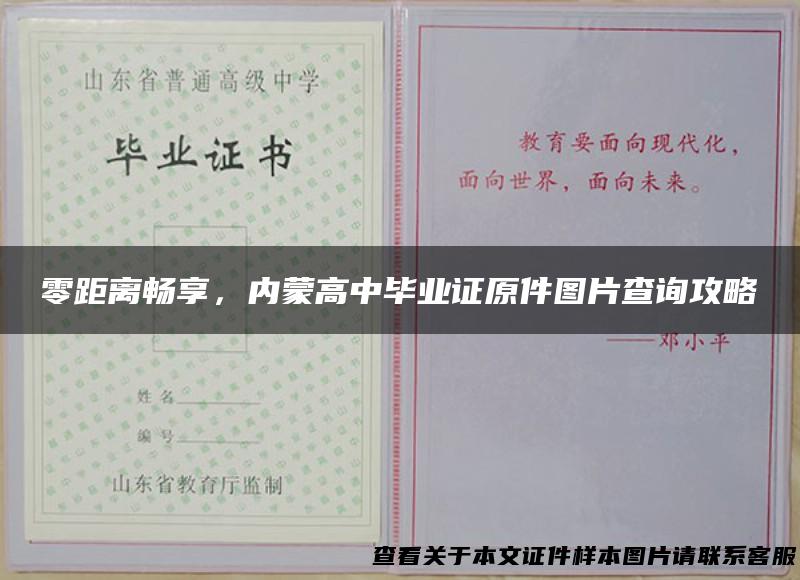 山东省普通高级中学
毕业证书
姓名
编号
山东省教育厅监制
教育要面向现代化，
面向世界，面向未来。
——邓小平
零距离畅享，内蒙高中毕业证原件图片查询攻略
查看关于本文证件样本图片请联系客服